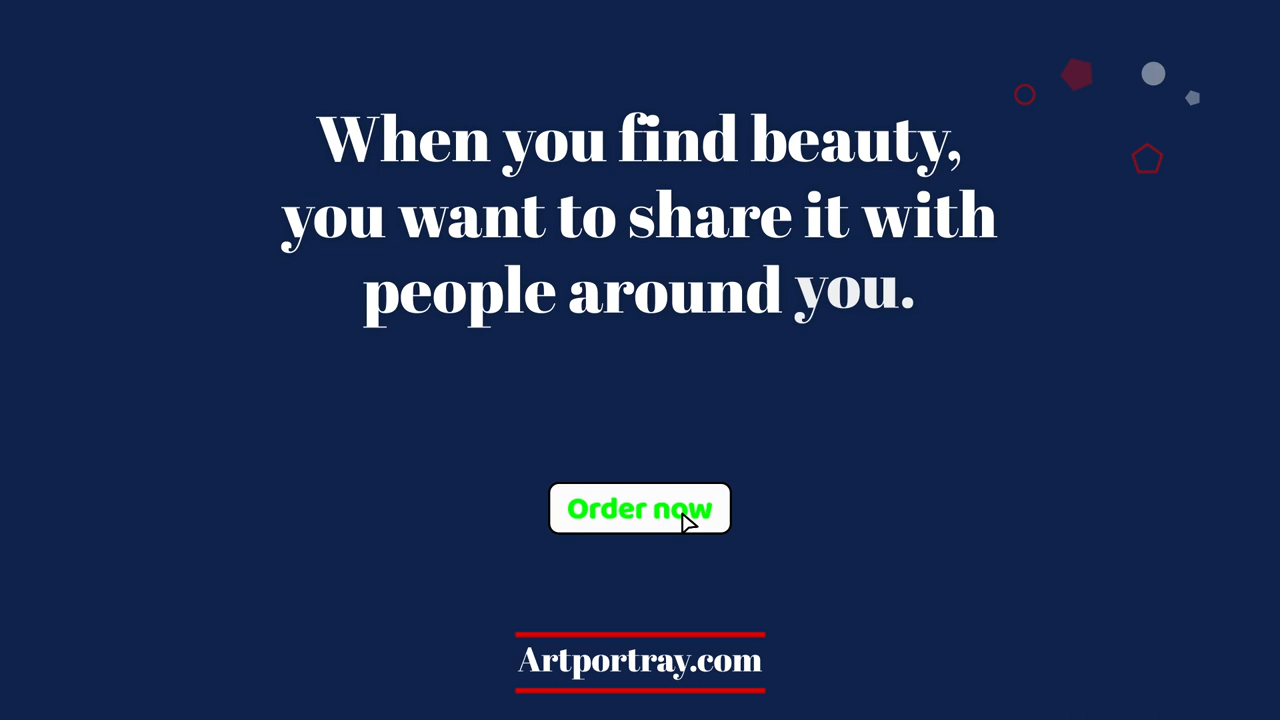 When you find beauty,
you want to share it with
people around you.
Order now
Artportray.com